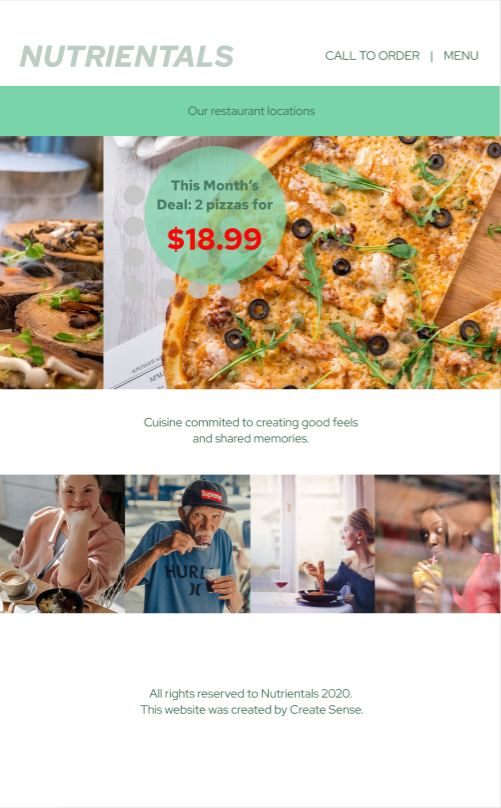 NUTRIENTALS
CALL TO ORDER | MENU
Our restaurant locations
This Month's
Deal: 2 pizzas for
$18.99
Cuisine commited to creating good feels
and shared memories.
Supreme
HURL
All rights reserved to Nutrientals 2020.
This website was created by Create Sense.